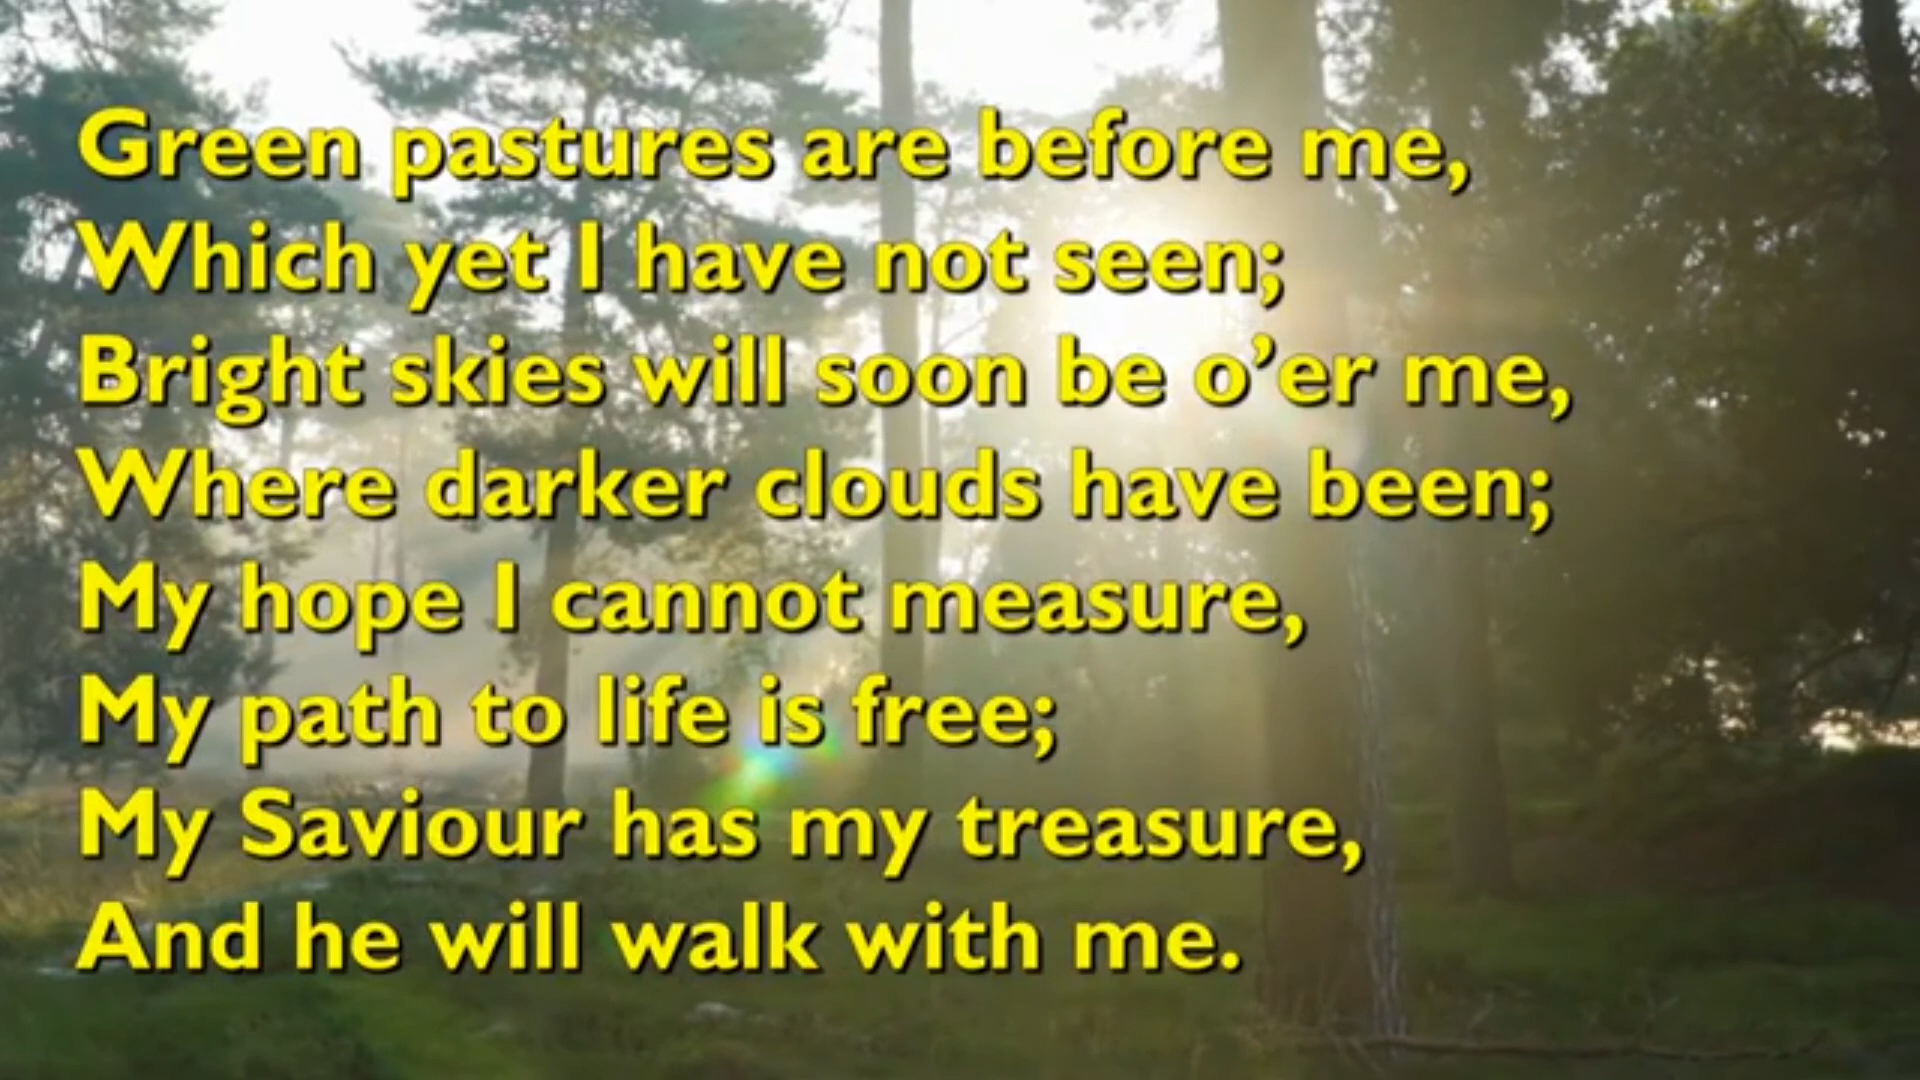 Green pastures are before me,
Which yet I have not seen;
Bright skies will soon be o’er me,
Where darker clouds have been;
My hope I cannot measure,
My path to life is free;
My Saviour has my treasure,
And he will walk with me.